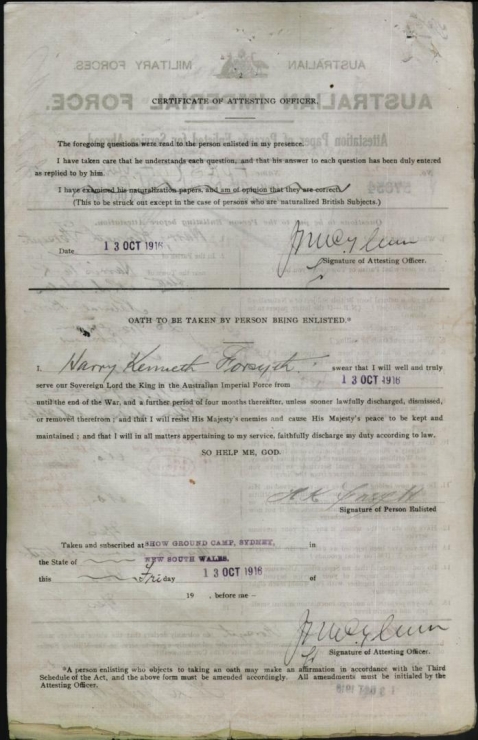 CERTIFICATE OF ATTESTING OFFICER.
The foregoing questions were read to the person enlisted in my presence.
I have taken care that he understands each question, and that his answer to each question has been duly entered
as replied to by him.
I have examined his naturalization papers, and am of opinion that they are correct.
(This to be struck out except in the case of persons who are naturalized British Subjects.)
Date 13 OCT 1916
Signature of Attesting Officer.
OATH TO BE TAKEN BY PERSON BEING ENLISTED.*
I, Harry Kenneth Forsyth swear that I will well and truly
serve our Sovereign Lord the King in the Australian Imperial Force from 13 OCT 1916
until the end of the War, and a further period of four months thereafter, unless sooner lawfully discharged, dismissed,
or removed therefrom; and that I will resist His Majesty's enemies and cause His Majesty's peace to be kept and
maintained; and that I will in all matters appertaining to my service, faithfully discharge my duty according to law.
SO HELP ME, GOD.
H K Forsyth
Signature of Person Enlisted
Taken and subscribed at SHOW GROUND CAMP, SYDNEY, in
the State of NEW SOUTH WALES.
this Friday 13 OCT 1916 of
19 , before me—
Signature of Attesting Officer.
*A person enlisting who objects to taking an oath may make an affirmation in accordance with the Third
Schedule of the Act, and the above form must be amended accordingly. All amendments must be initialed by the
Attesting Officer. 13 OCT 1916